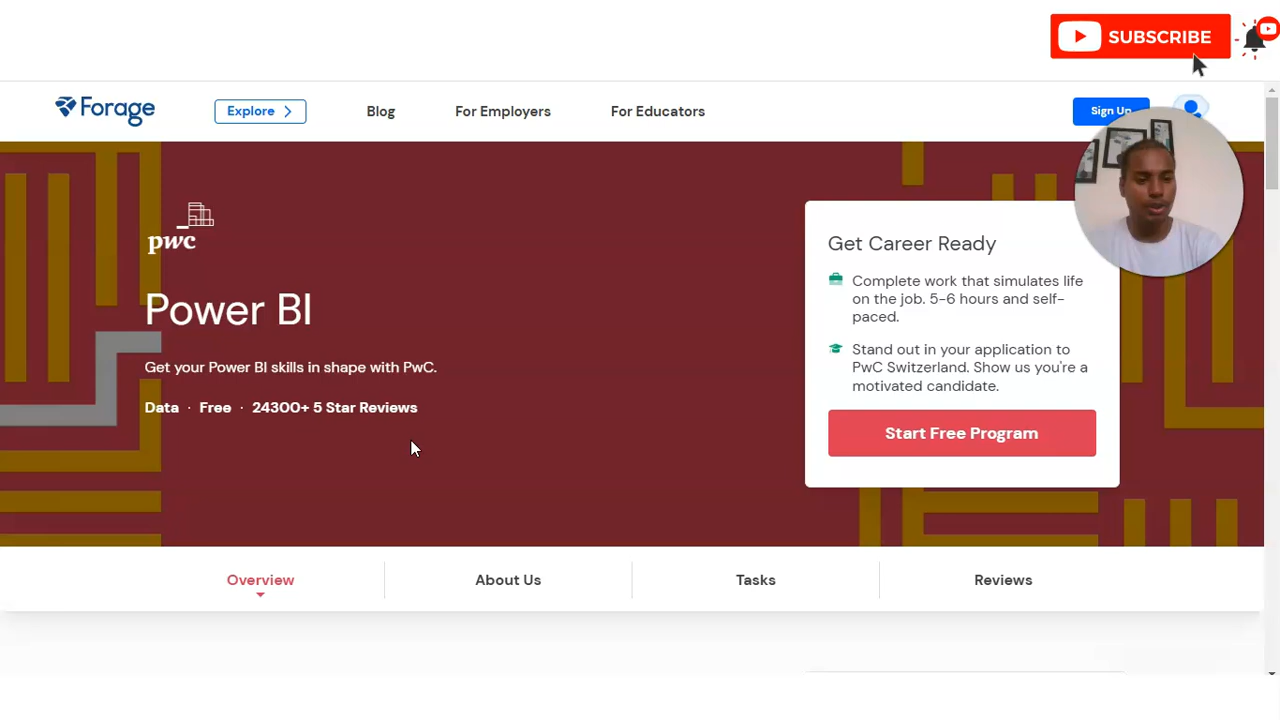 SUBSCRIBE
Forage
Explore
Blog
For Employers
For Educators
Sign Up
pwc
Power BI
Get your Power BI skills in shape with PwC.
Data · Free · 24300+ 5 Star Reviews
Get Career Ready
Complete work that simulates life
on the job. 5-6 hours and self-
paced.
Stand out in your application to
PwC Switzerland. Show us you're a
motivated candidate.
Start Free Program
Overview
About Us
Tasks
Reviews